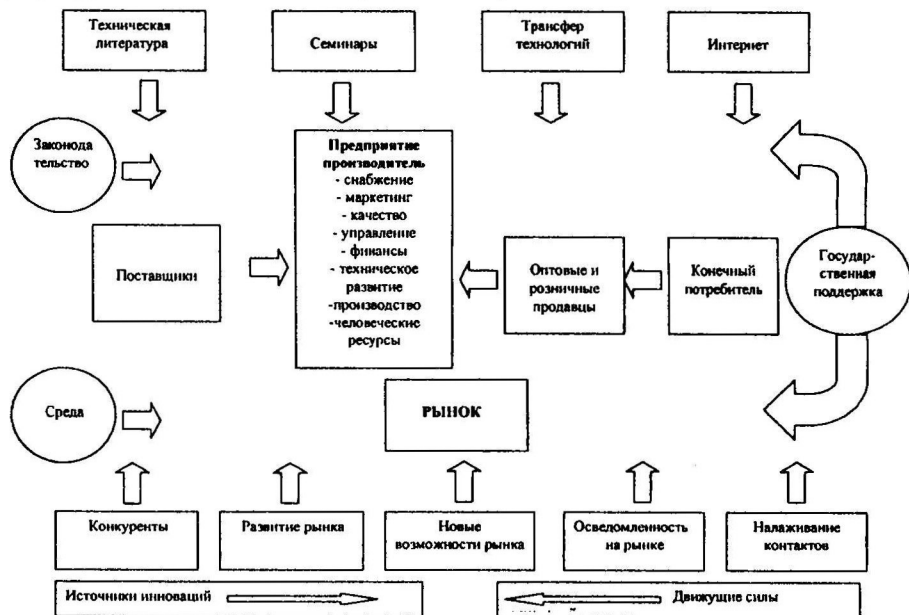 Техническая
литература
Семинары
Трансфер
технологий
Интернет
Законода
тельство
Предприятие
производитель
- снабжение
- маркетинг
- качество
- управление
- финансы
- техническое
развитие
-производство
-человеческие
ресурсы
Поставщики
Оптовые и
розничные
продавцы
Конечный
потребитель
Государ-
ственная
поддержка
Среда
РЫНОК
Конкуренты
Развитие рынка
Новые
возможности рынка
Осведомленность
на рынке
Налаживание
контактов
Источники инноваций
Движущие силы